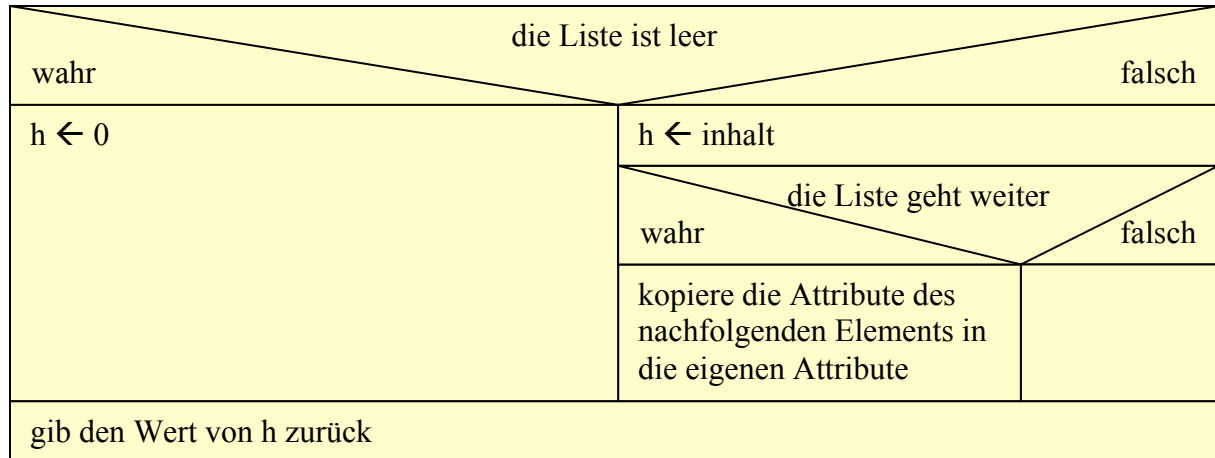 die Liste ist leer
wahr
falsch
h ← 0
h ← inhalt
die Liste geht weiter
wahr
falsch
kopiere die Attribute des
nachfolgenden Elements in
die eigenen Attribute
gib den Wert von h zurück